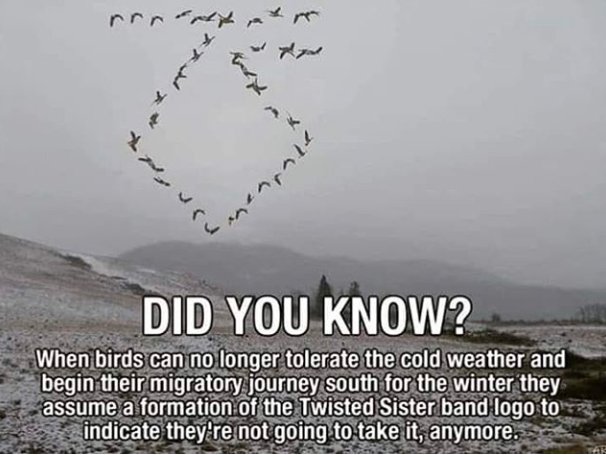 DID YOU KNOW?
When birds can no longer tolerate the cold weather and
begin their migratory journey south for the winter they
assume a formation of the Twisted Sister band logo to
indicate they're not going to take it, anymore.